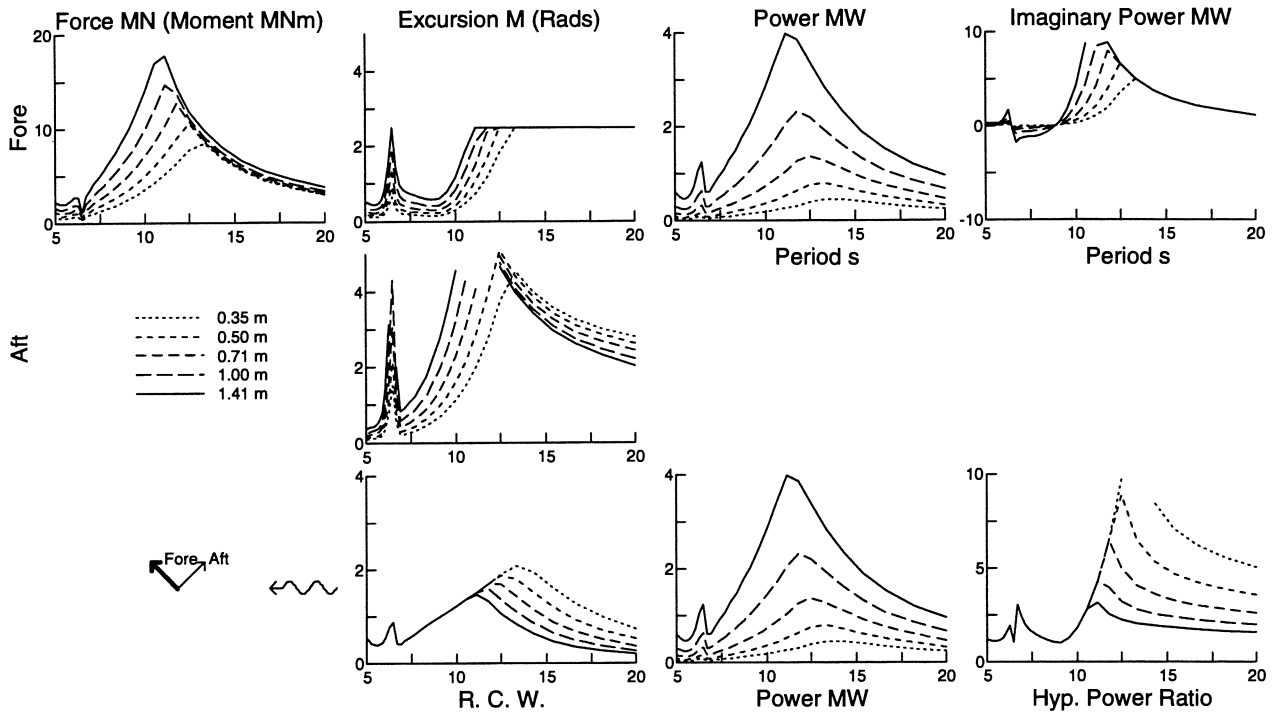 Force MN (Moment MNm)
Excursion M (Rads)
Power MW
Imaginary Power MW
Fore
20
10
0
5 10 15 20
4
2
0
5 10 15 20
4
2
0
5 10 15 20
Period s
10
5
0
-10
5 10 15 20
Period s
Aft
0.35 m
0.50 m
0.71 m
1.00 m
1.41 m
4
2
0
5 10 15 20
Fore Aft
4
2
0
5 10 15 20
R. C. W.
4
2
0
5 10 15 20
Power MW
10
5
0
5 10 15 20
Hyp. Power Ratio